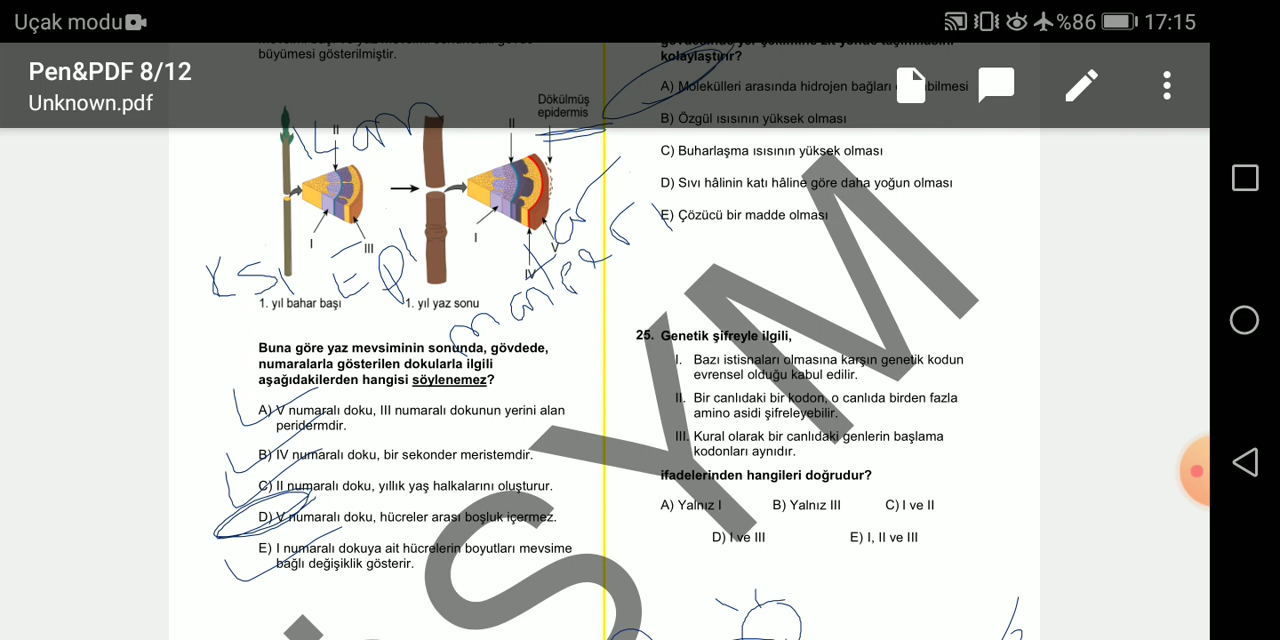 Uçak modu
%86 17:15
Pen&PDF 8/12
Unknown.pdf
büyümesi gösterilmiştir.
Dökülmüş
epidermis
II
II
I
III
I
V
IV
1. yıl bahar başı
1. yıl yaz sonu
Buna göre yaz mevsiminin sonunda, gövdede,
numaralarla gösterilen dokularla ilgili
aşağıdakilerden hangisi söylenemez?
A) V numaralı doku, III numaralı dokunun yerini alan
peridermdir.
B) IV numaralı doku, bir sekonder meristemdir.
C) II numaralı doku, yıllık yaş halkalarını oluşturur.
D) V numaralı doku, hücreler arası boşluk içermez.
E) I numaralı dokuya ait hücrelerin boyutları mevsime
bağlı değişiklik gösterir.
kolaylaştırır?
A) Molekülleri arasında hidrojen bağları
B) Özgül ısısının yüksek olması
C) Buharlaşma ısısının yüksek olması
D) Sıvı hâlinin katı hâline göre daha yoğun olması
E) Çözücü bir madde olması
25. Genetik şifreyle ilgili,
I. Bazı istisnaları olmasına karşın genetik kodun
evrensel olduğu kabul edilir.
II. Bir canlıdaki bir kodon, o canlıda birden fazla
amino asidi şifreleyebilir.
III. Kural olarak bir canlıdaki genlerin başlama
kodonları aynıdır.
ifadelerinden hangileri doğrudur?
A) Yalnız I B) Yalnız III C) I ve II
D) I ve III E) I, II ve III